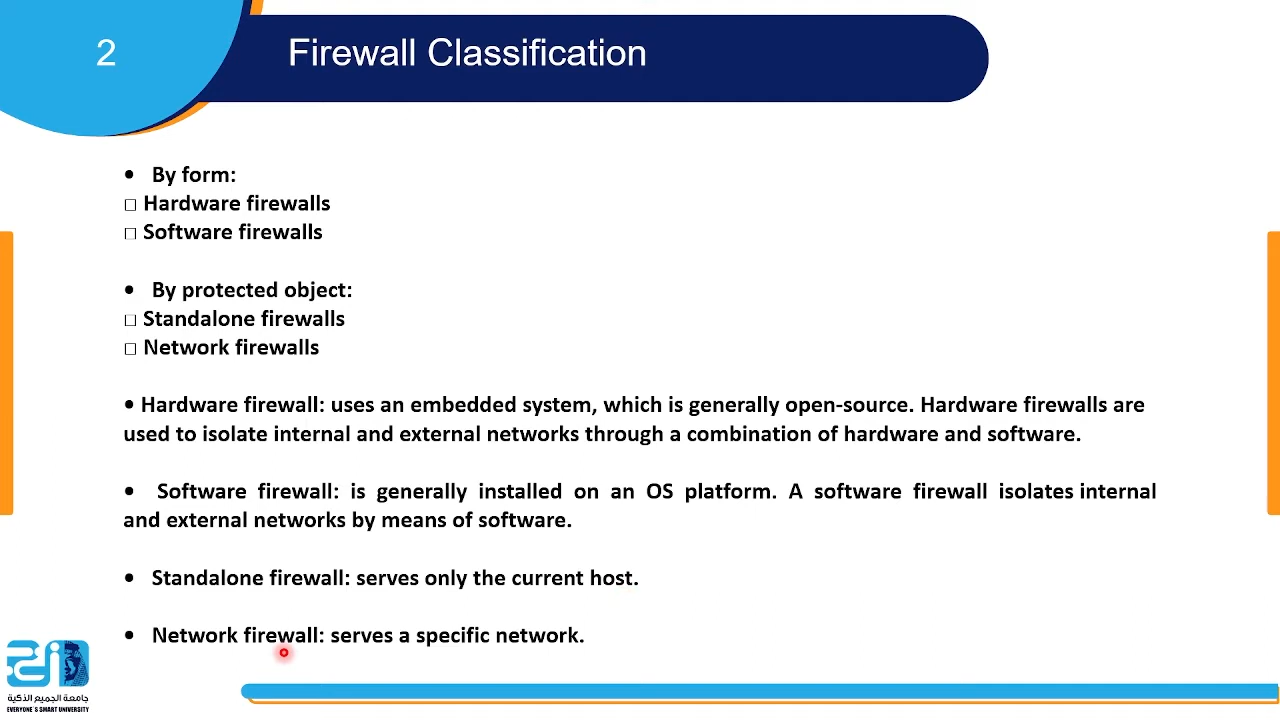 2
Firewall Classification
• By form:
□ Hardware firewalls
□ Software firewalls
• By protected object:
□ Standalone firewalls
□ Network firewalls
• Hardware firewall: uses an embedded system, which is generally open-source. Hardware firewalls are
used to isolate internal and external networks through a combination of hardware and software.
• Software firewall: is generally installed on an OS platform. A software firewall isolates internal
and external networks by means of software.
• Standalone firewall: serves only the current host.
• Network firewall: serves a specific network.
جامعة الجميع الذكية
EVERYONE`S SMART UNIVERSITY